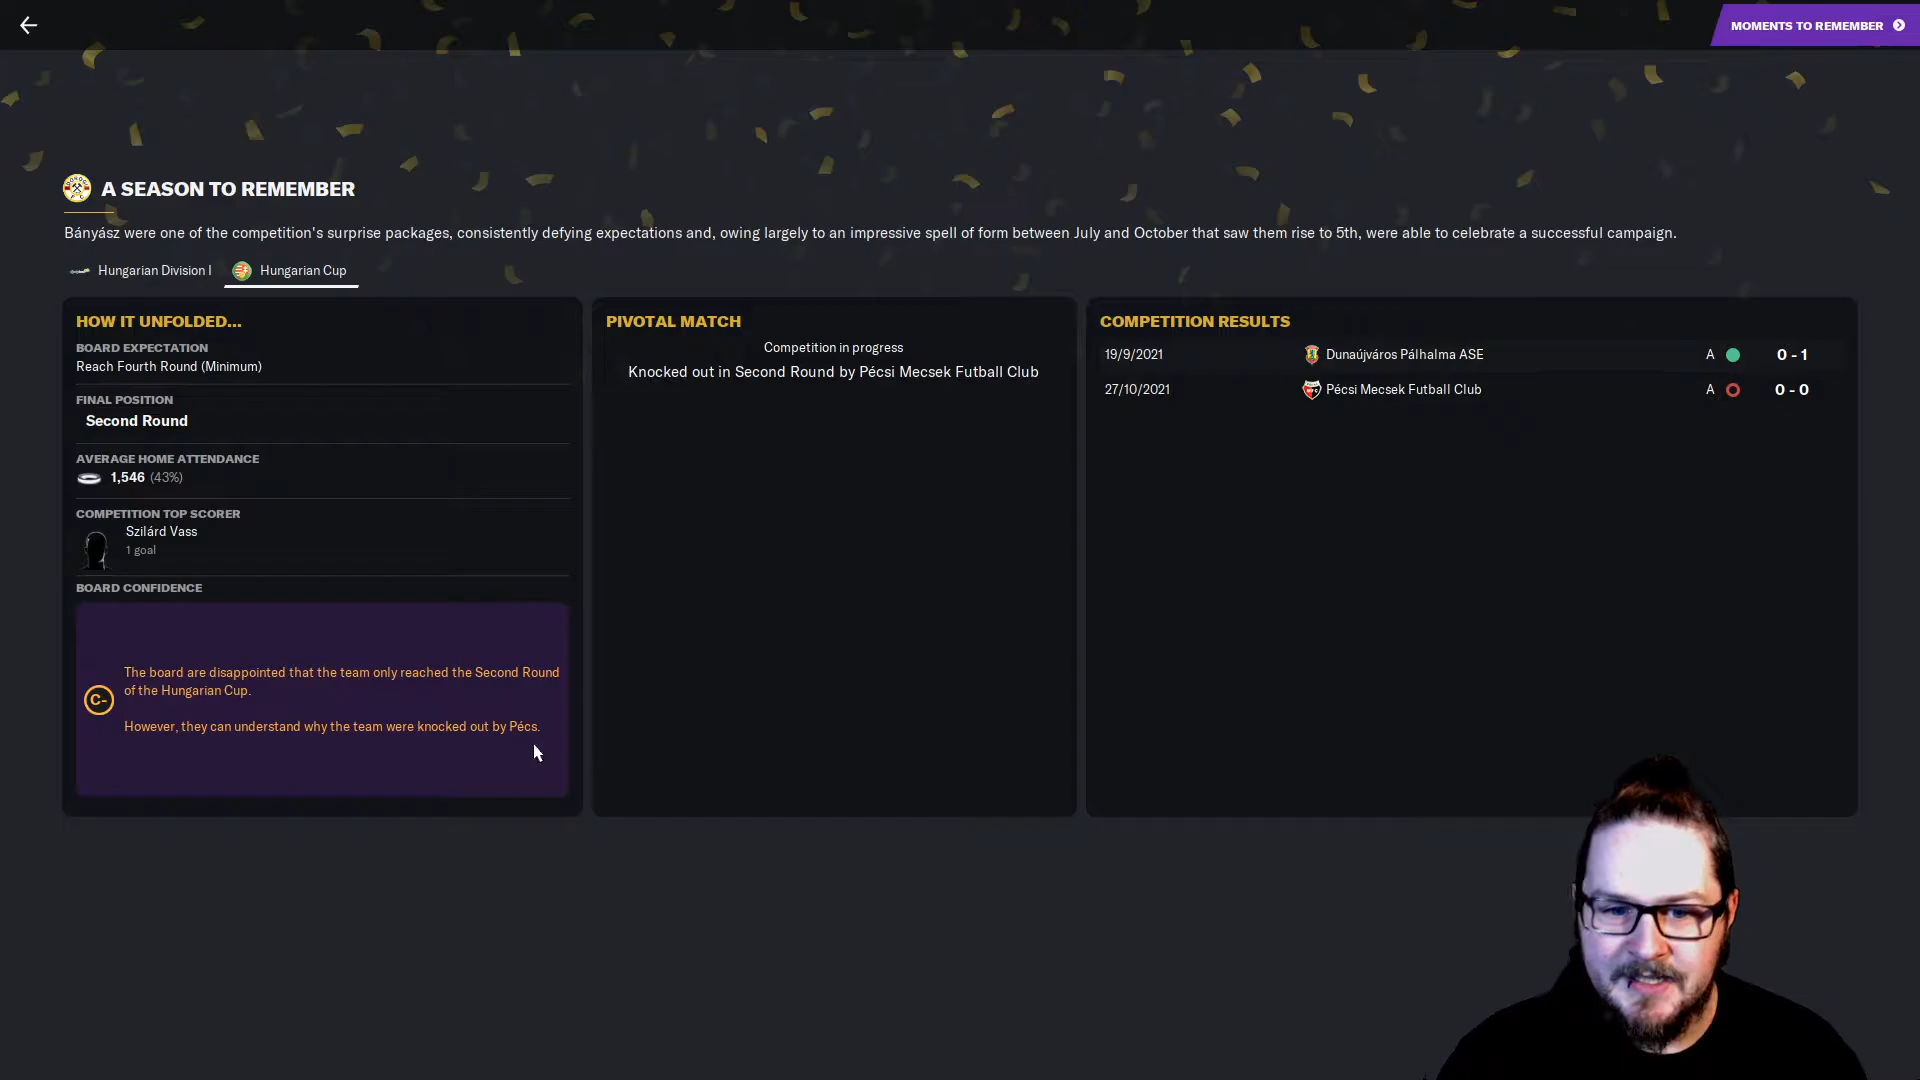 MOMENTS TO REMEMBER
A SEASON TO REMEMBER
Bányász were one of the competition's surprise packages, consistently defying expectations and, owing largely to an impressive spell of form between July and October that saw them rise to 5th, were able to celebrate a successful campaign.
Hungarian Division I
Hungarian Cup
HOW IT UNFOLDED...
BOARD EXPECTATION
Reach Fourth Round (Minimum)
FINAL POSITION
Second Round
AVERAGE HOME ATTENDANCE
1,546 (43%)
COMPETITION TOP SCORER
Szilárd Vass
1 goal
BOARD CONFIDENCE
C-
The board are disappointed that the team only reached the Second Round
of the Hungarian Cup.
However, they can understand why the team were knocked out by Pécs.
PIVOTAL MATCH
Competition in progress
Knocked out in Second Round by Pécsi Mecsek Futball Club
COMPETITION RESULTS
19/9/2021 Dunaújváros Pálhalma ASE A 0 - 1
27/10/2021 Pécsi Mecsek Futball Club A 0 - 0